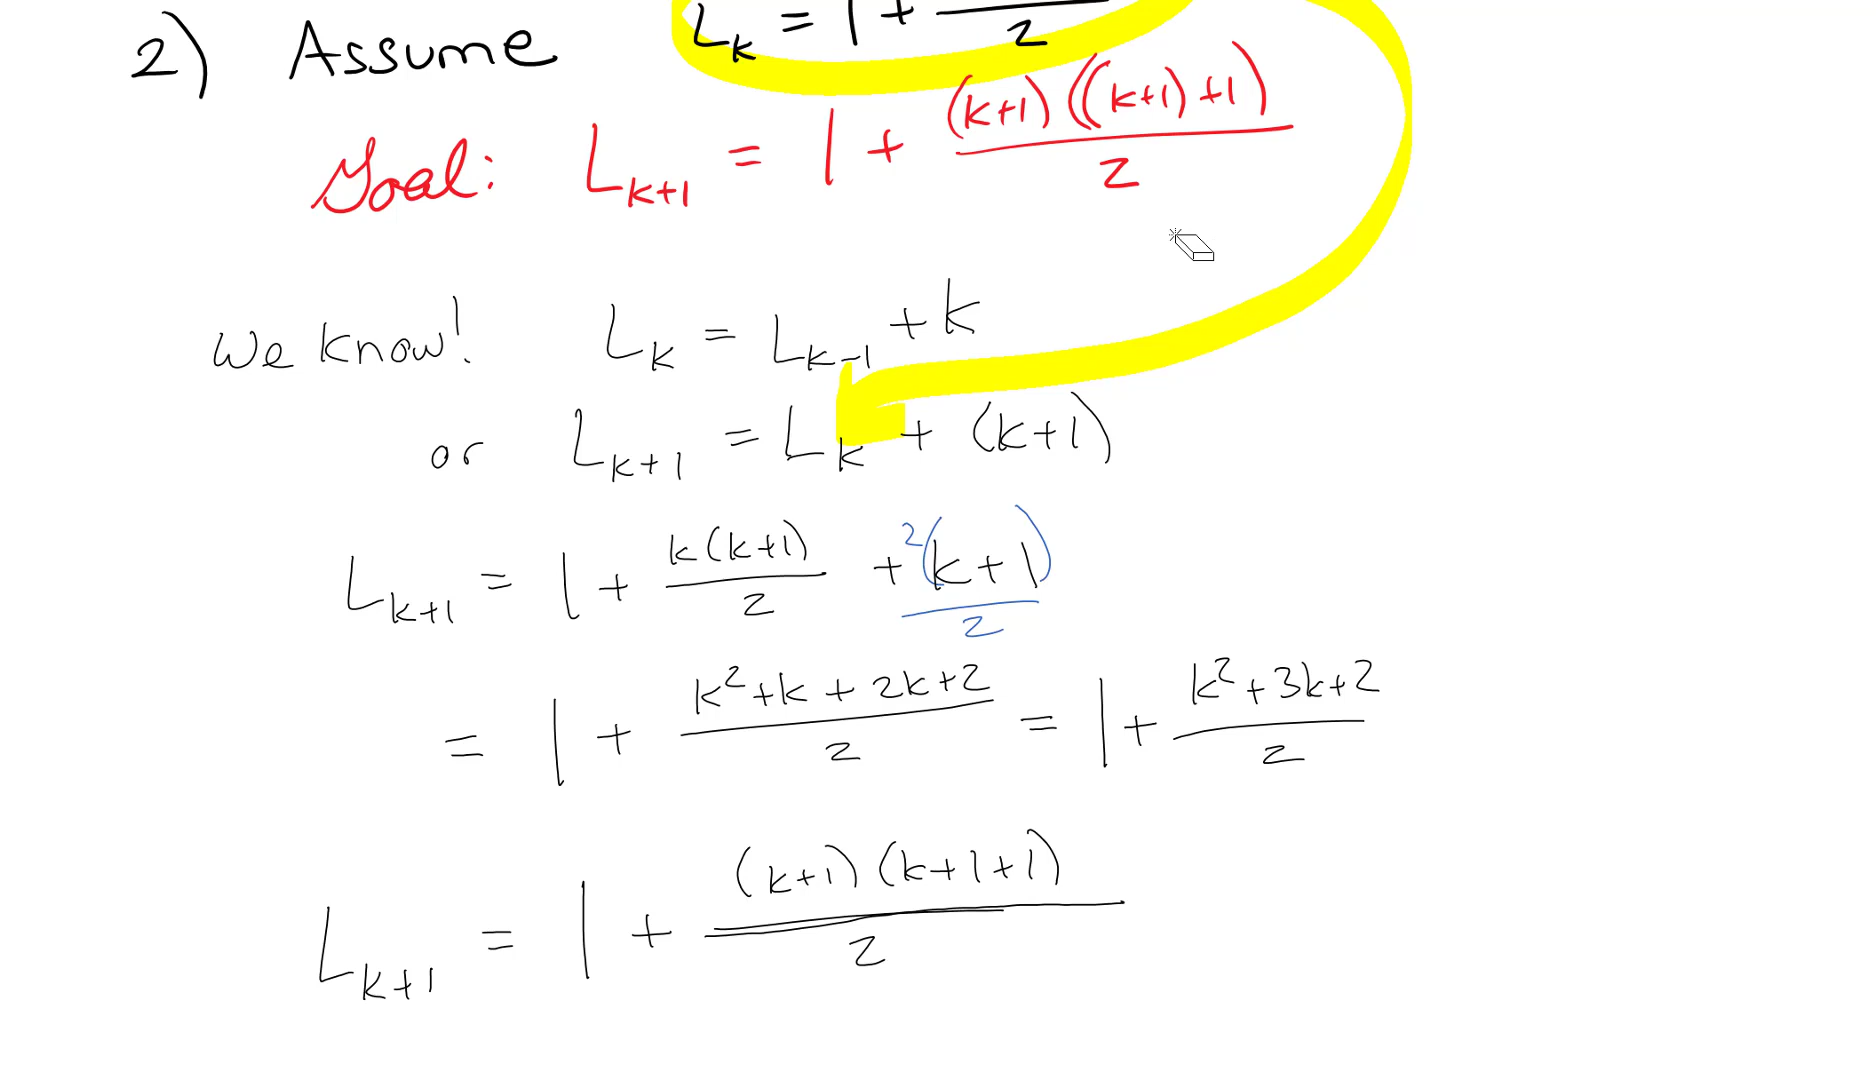 2) Assume L_k = 1 + /2
Goal: L_{k+1} = 1 + (k+1)((k+1)+1)/2
We know! L_k = L_{k-1} + k
or L_{k+1} = L_k + (k+1)
L_{k+1} = 1 + k(k+1)/2 + 2(k+1)/2
= 1 + k²+k+2k+2/2 = 1 + k²+3k+2/2
L_{k+1} = 1 + (k+1)(k+1+1)/2